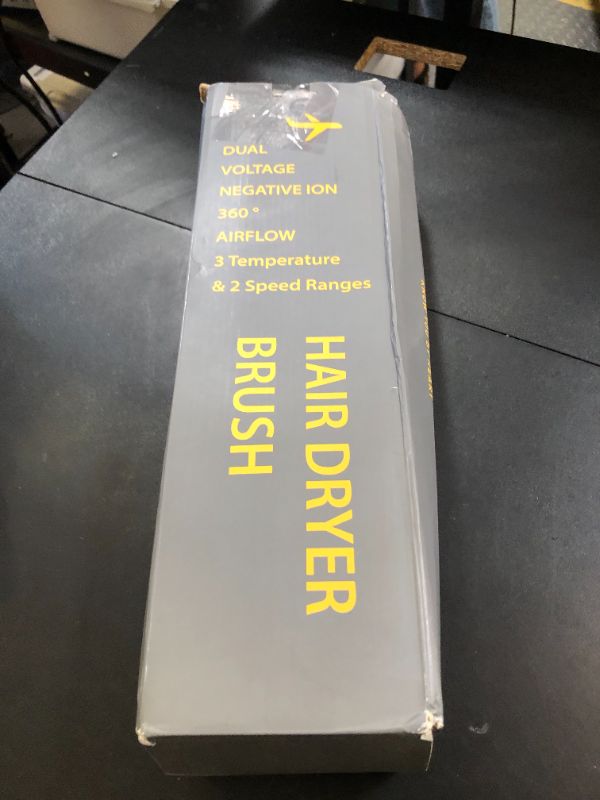 DUAL
VOLTAGE
NEGATIVE ION
360 °
AIRFLOW
3 Temperature
& 2 Speed Ranges
HAIR DRYER
BRUSH